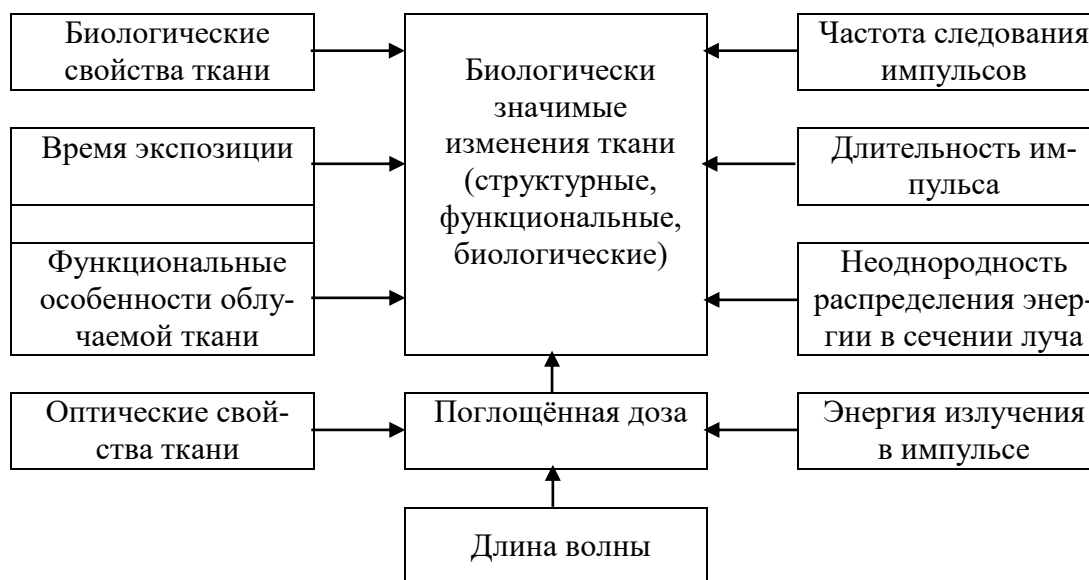 Биологические
свойства ткани
Время экспозиции
Функциональные
особенности облу-
чаемой ткани
Оптические свой-
ства ткани
Биологически
значимые
изменения ткани
(структурные,
функциональные,
биологические)
Поглощённая доза
Длина волны
Частота следования
импульсов
Длительность им-
пульса
Неоднородность
распределения энер-
гии в сечении луча
Энергия излучения
в импульсе